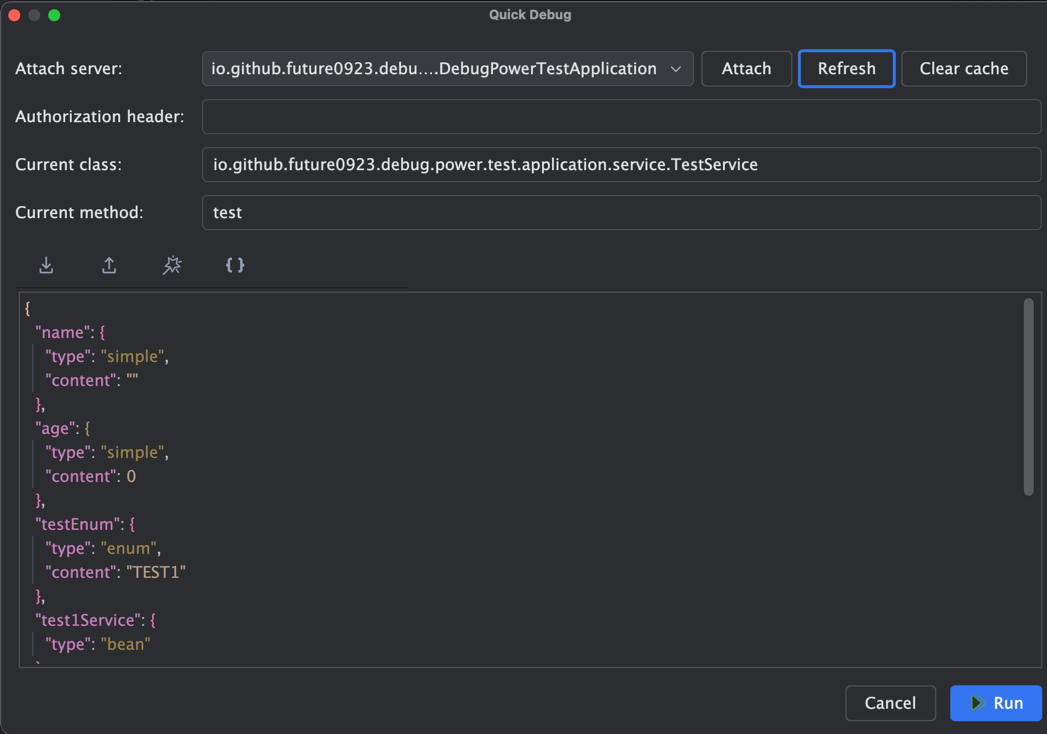 Quick Debug
Attach server: io.github.future0923.debu....DebugPowerTestApplication Attach Refresh Clear cache
Authorization header:
Current class: io.github.future0923.debug.power.test.application.service.TestService
Current method: test
{ }
{
"name": {
"type": "simple",
"content": ""
},
"age": {
"type": "simple",
"content": 0
},
"testEnum": {
"type": "enum",
"content": "TEST1"
},
"test1Service": {
"type": "bean"
Cancel Run